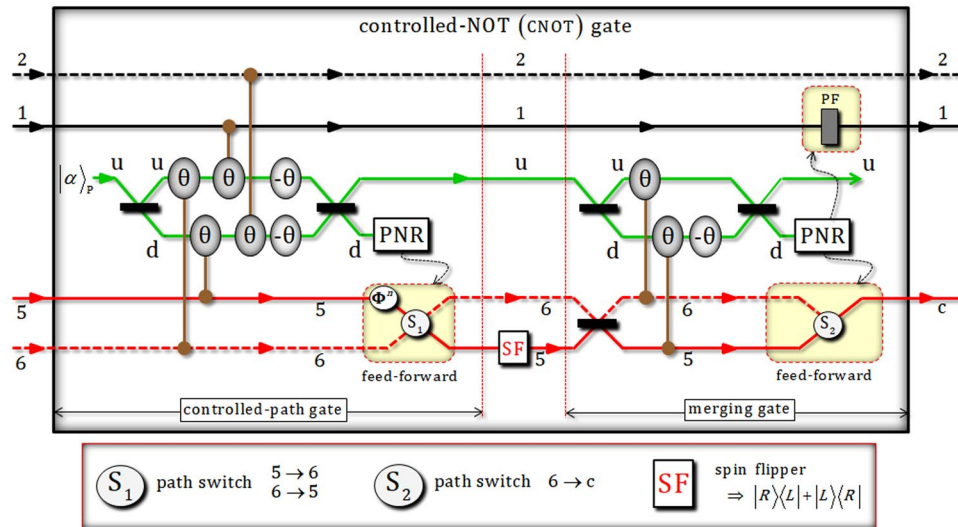 controlled-NOT (CNOT) gate
2 2 2
PF
1 1 1
|α⟩P u u θ θ -θ u u θ u
d θ θ -θ d PNR d θ -θ d PNR
5 5 Φⁿ S₁ 6 6 S₂ c
6 6 SF 5 5
feed-forward feed-forward
controlled-path gate merging gate
S₁ path switch 5 → 6
6 → 5
S₂ path switch 6 → c
SF spin flipper
⇒ |R⟩⟨L|+|L⟩⟨R|